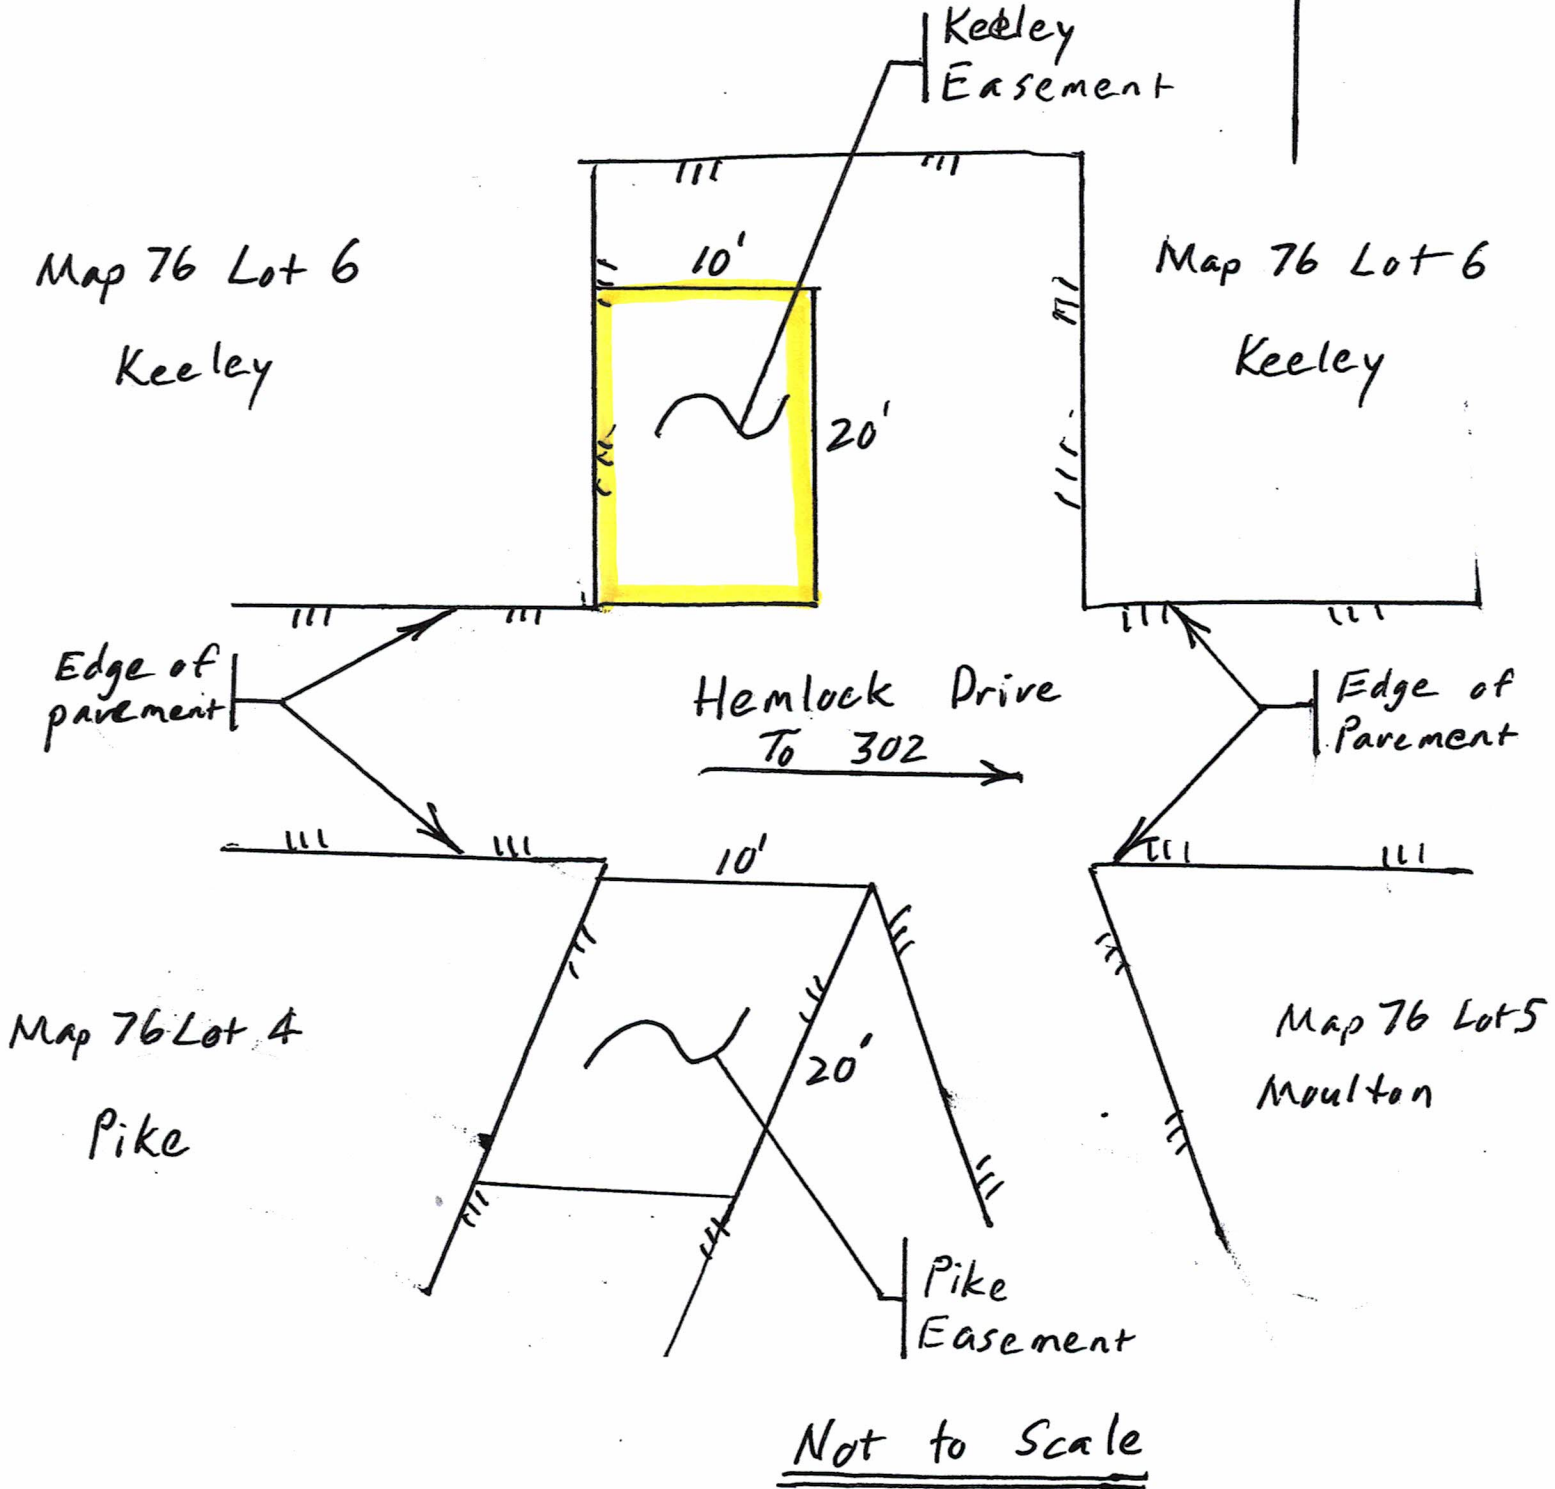 Keeley
Easement
10'
Map 76 Lot 6
Keeley
20'
Map 76 Lot 6
Keeley
Edge of
pavement
Hemlock Drive
To 302
Edge of
Pavement
10'
Map 76 Lot 4
Pike
20'
Map 76 Lot 5
Moulton
Pike
Easement
Not to Scale